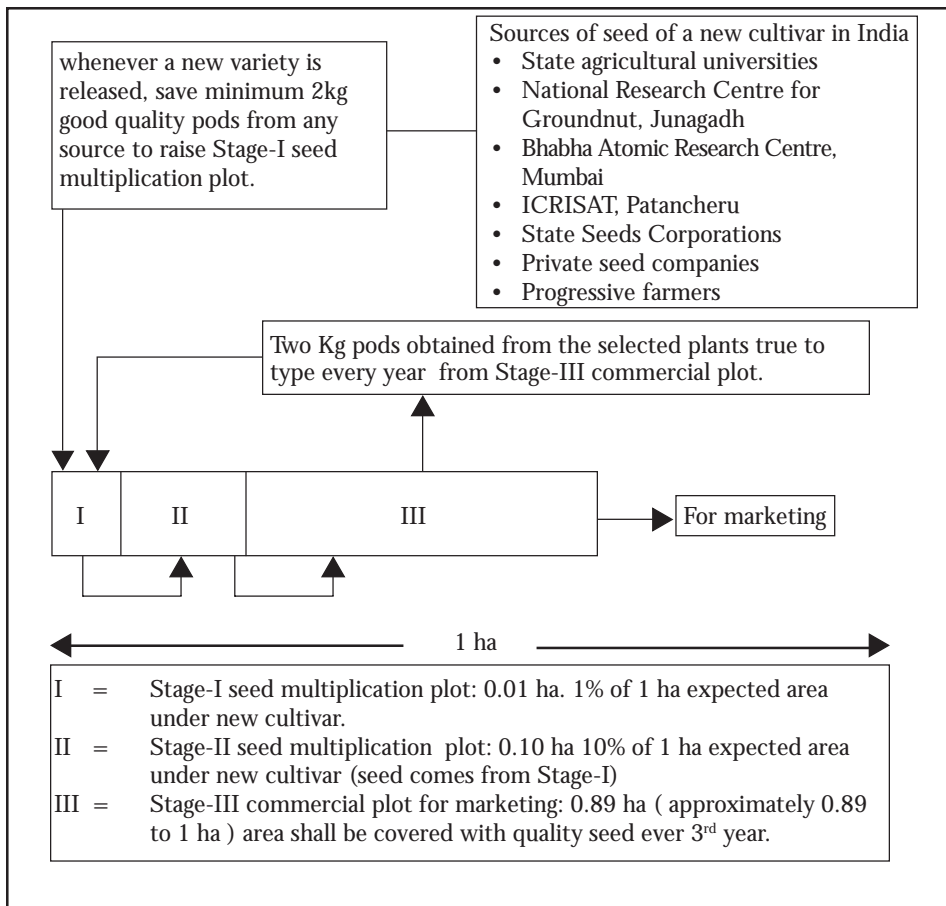 whenever a new variety is
released, save minimum 2kg
good quality pods from any
source to raise Stage-I seed
multiplication plot.
Sources of seed of a new cultivar in India
• State agricultural universities
• National Research Centre for
Groundnut, Junagadh
• Bhabha Atomic Research Centre,
Mumbai
• ICRISAT, Patancheru
• State Seeds Corporations
• Private seed companies
• Progressive farmers
Two Kg pods obtained from the selected plants true to
type every year from Stage-III commercial plot.
I II III
For marketing
1 ha
I = Stage-I seed multiplication plot: 0.01 ha. 1% of 1 ha expected area
under new cultivar.
II = Stage-II seed multiplication plot: 0.10 ha 10% of 1 ha expected area
under new cultivar (seed comes from Stage-I)
III = Stage-III commercial plot for marketing: 0.89 ha ( approximately 0.89
to 1 ha ) area shall be covered with quality seed ever 3rd year.